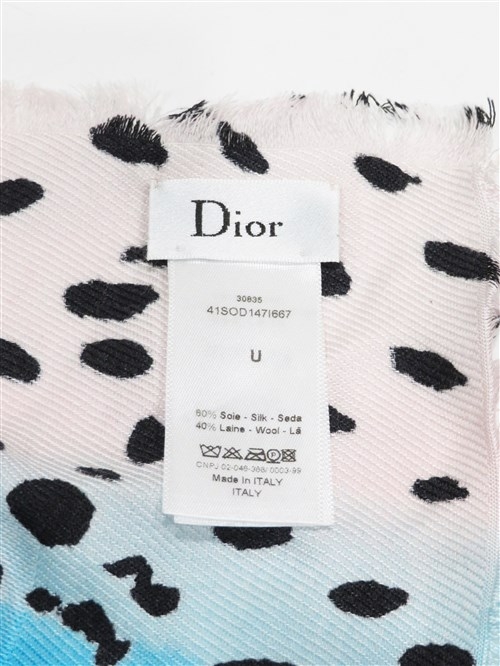 Dior
30835
41SOD147I667
U
60% Soie - Silk - Seda
40% Laine - Wool - Lã
CNPJ 02-046-368/0003-99
Made in ITALY
ITALY